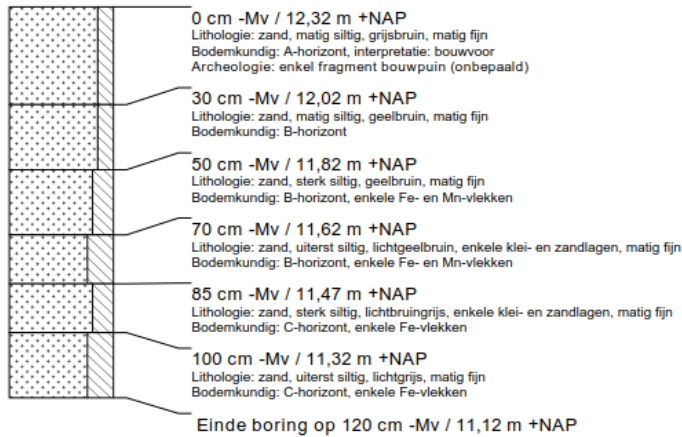 0 cm -Mv / 12,32 m +NAP
Lithologie: zand, matig siltig, grijsbruin, matig fijn
Bodemkundig: A-horizont, interpretatie: bouwvoor
Archeologie: enkel fragment bouwpuin (onbepaald)
30 cm -Mv / 12,02 m +NAP
Lithologie: zand, matig siltig, geelbruin, matig fijn
Bodemkundig: B-horizont
50 cm -Mv / 11,82 m +NAP
Lithologie: zand, sterk siltig, geelbruin, matig fijn
Bodemkundig: B-horizont, enkele Fe- en Mn-vlekken
70 cm -Mv / 11,62 m +NAP
Lithologie: zand, uiterst siltig, lichtgeelbruin, enkele klei- en zandlagen, matig fijn
Bodemkundig: B-horizont, enkele Fe- en Mn-vlekken
85 cm -Mv / 11,47 m +NAP
Lithologie: zand, sterk siltig, lichtbruingrijs, enkele klei- en zandlagen, matig fijn
Bodemkundig: C-horizont, enkele Fe-vlekken
100 cm -Mv / 11,32 m +NAP
Lithologie: zand, uiterst siltig, lichtgrijs, matig fijn
Bodemkundig: C-horizont, enkele Fe-vlekken
Einde boring op 120 cm -Mv / 11,12 m +NAP